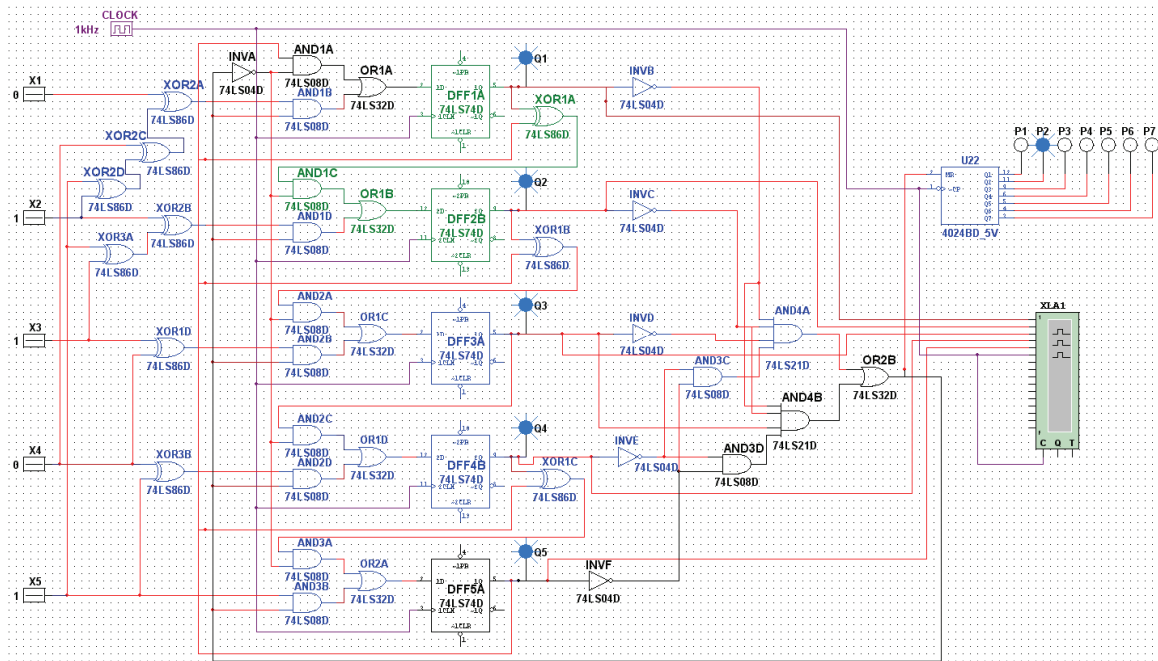 CLOCK
1kHz
X1
0
X2
1
X3
1
X4
0
X5
1
INVA
74LS04D
XOR2A
74LS86D
XOR2C
74LS86D
XOR2D
74LS86D
XOR2B
74LS86D
XOR3A
74LS86D
XOR1D
74LS86D
XOR3B
74LS86D
AND1A
74LS08D
AND1B
74LS08D
OR1A
74LS32D
DFF1A
74LS74D
Q1
XOR1A
74LS86D
INVB
74LS04D
AND1C
74LS08D
AND1D
74LS08D
OR1B
74LS32D
DFF2B
74LS74D
Q2
XOR1B
74LS86D
INVC
74LS04D
AND2A
74LS08D
AND2B
74LS08D
OR1C
74LS32D
DFF3A
74LS74D
Q3
INVD
74LS04D
AND2C
74LS08D
AND2D
74LS08D
OR1D
74LS32D
DFF4B
74LS74D
Q4
XOR1C
74LS86D
INVE
74LS04D
AND3A
74LS08D
AND3B
74LS08D
OR2A
74LS32D
DFF5A
74LS74D
Q5
INVF
74LS04D
AND3C
74LS08D
AND3D
74LS08D
AND4A
74LS21D
AND4B
74LS21D
OR2B
74LS32D
P1 P2 P3 P4 P5 P6 P7
U22
MR
4024BD_5V
XLA1
C Q T